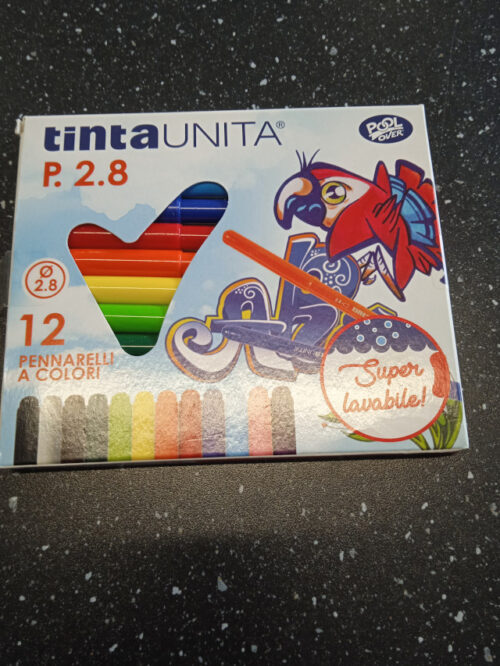 tintaUNITA®
POOL
OVER®
P. 2.8
Ø
2.8
12
PENNARELLI
A COLORI
Super
lavabile!